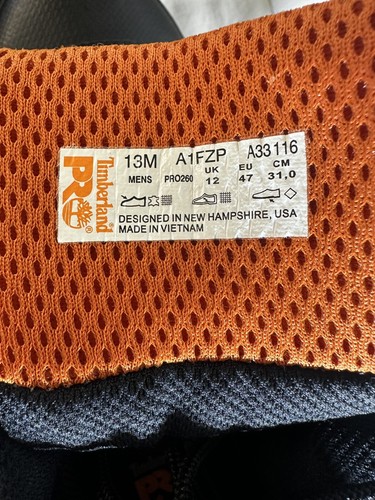 Timberland
PRO®
13M A1FZP A33116
MENS PRO260 UK EU CM
12 47 31,0
DESIGNED IN NEW HAMPSHIRE, USA
MADE IN VIETNAM